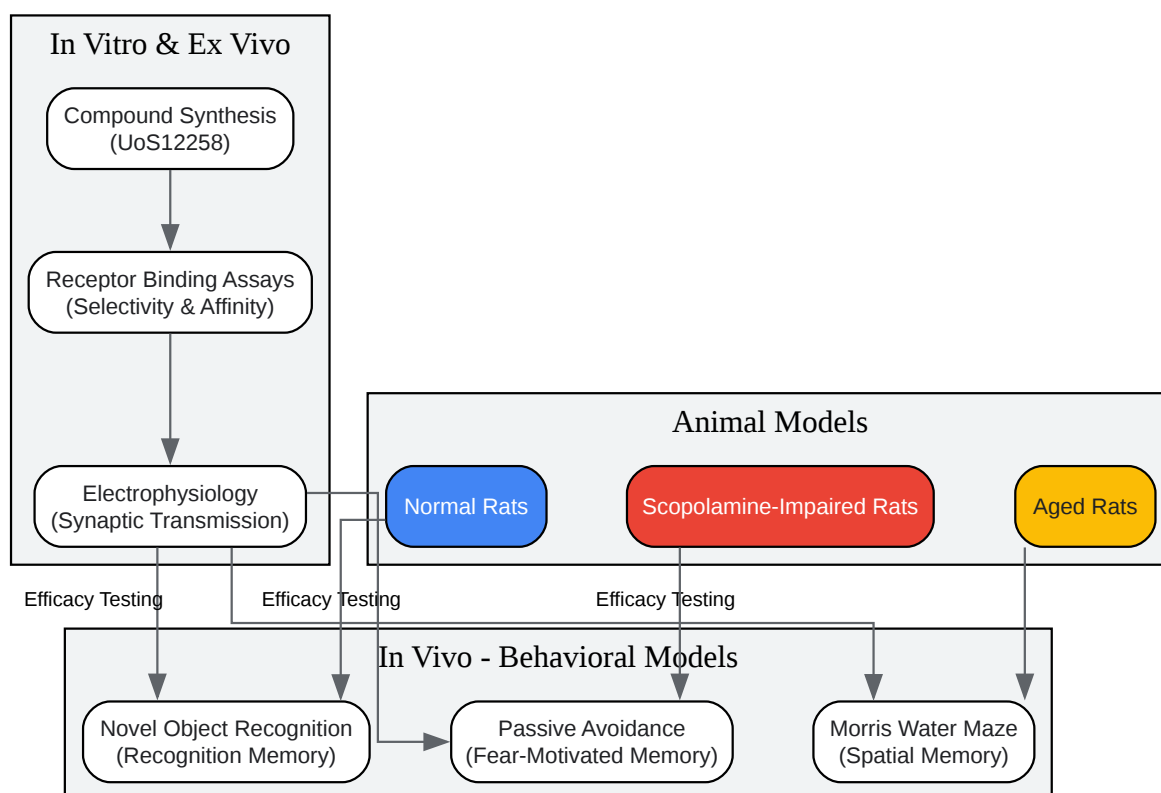 In Vitro & Ex Vivo
Compound Synthesis
(UoS12258)
Receptor Binding Assays
(Selectivity & Affinity)
Electrophysiology
(Synaptic Transmission)
Animal Models
Normal Rats
Scopolamine-Impaired Rats
Aged Rats
Efficacy Testing
Efficacy Testing
Efficacy Testing
In Vivo - Behavioral Models
Novel Object Recognition
(Recognition Memory)
Passive Avoidance
(Fear-Motivated Memory)
Morris Water Maze
(Spatial Memory)